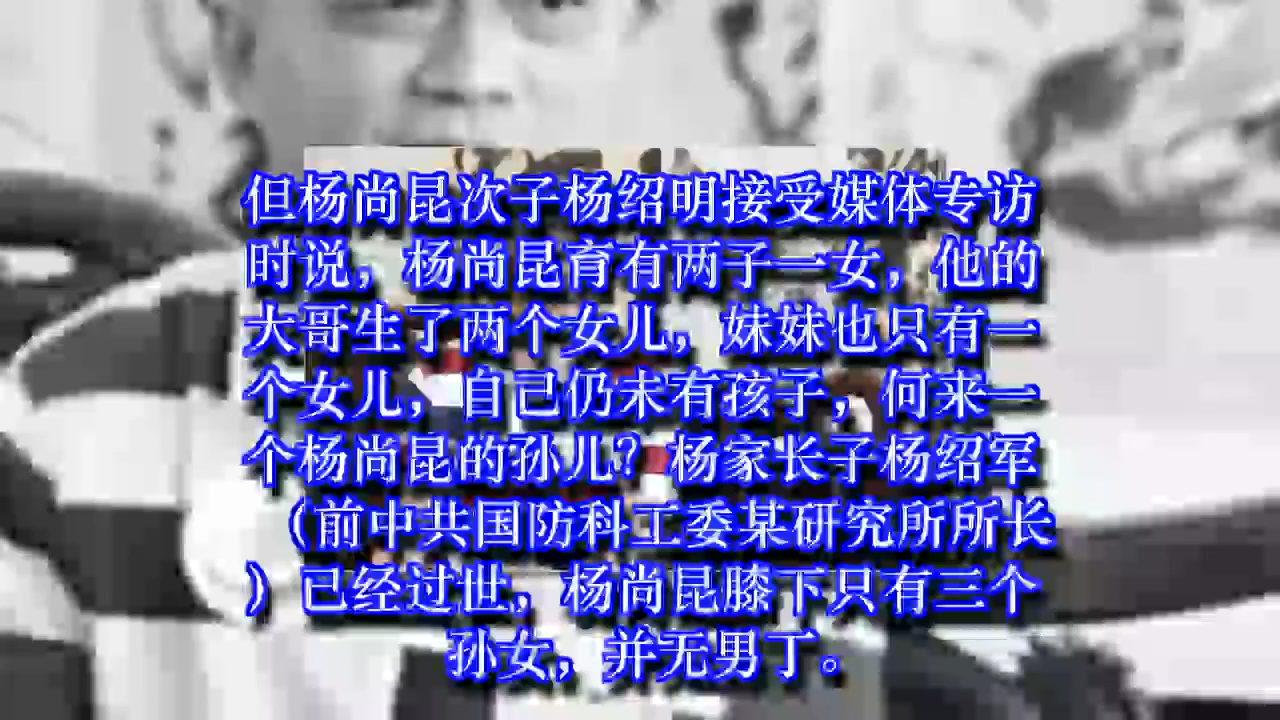 但杨尚昆次子杨绍明接受媒体专访
时说，杨尚昆育有两子一女，他的
大哥生了两个女儿，妹妹也只有一
个女儿，自己仍未有孩子，何来一
个杨尚昆的孙儿？杨家长子杨绍军
（前中共国防科工委某研究所所长
）已经过世，杨尚昆膝下只有三个
孙女，并无男丁。